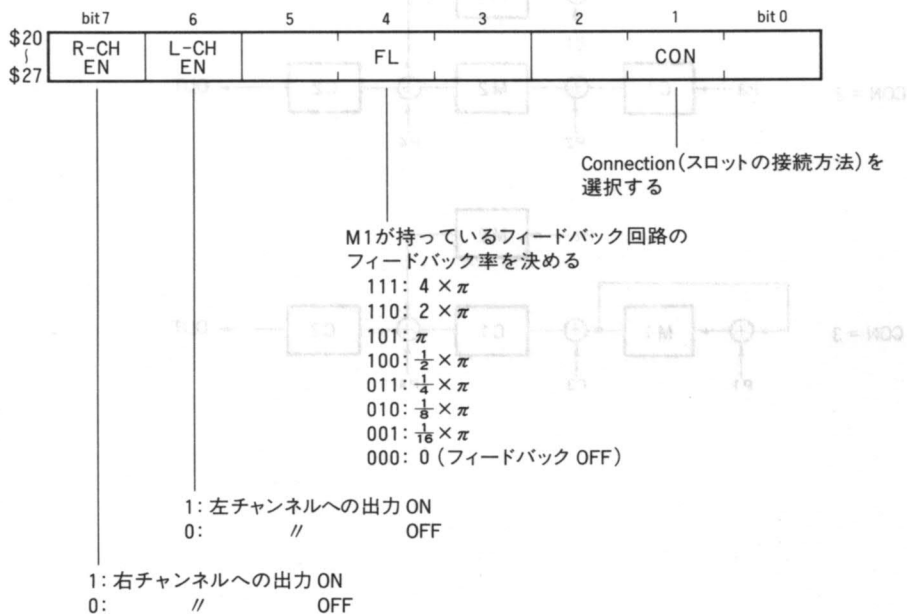 bit 7 6 5 4 3 2 1 bit 0
$20
〜
$27
R-CH
EN
L-CH
EN
FL
CON
Connection(スロットの接続方法)を
選択する
M1が持っているフィードバック回路の
フィードバック率を決める
111: 4×π
110: 2×π
101: π
100: 1/2×π
011: 1/4×π
010: 1/8×π
001: 1/16×π
000: 0 (フィードバック OFF)
1: 左チャンネルへの出力 ON
0: 〃 OFF
1: 右チャンネルへの出力 ON
0: 〃 OFF